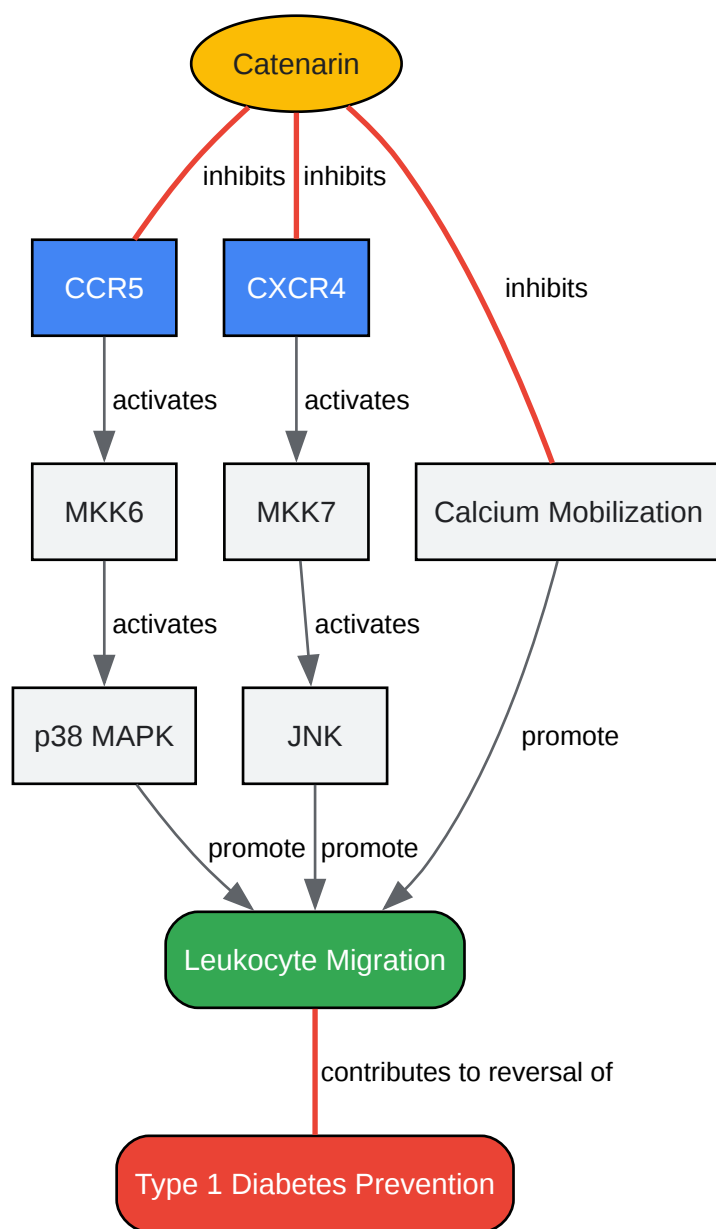 Catenarin
inhibits
inhibits
CCR5
CXCR4
inhibits
activates
activates
MKK6
MKK7
Calcium Mobilization
activates
activates
p38 MAPK
JNK
promote
promote
promote
Leukocyte Migration
contributes to reversal of
Type 1 Diabetes Prevention